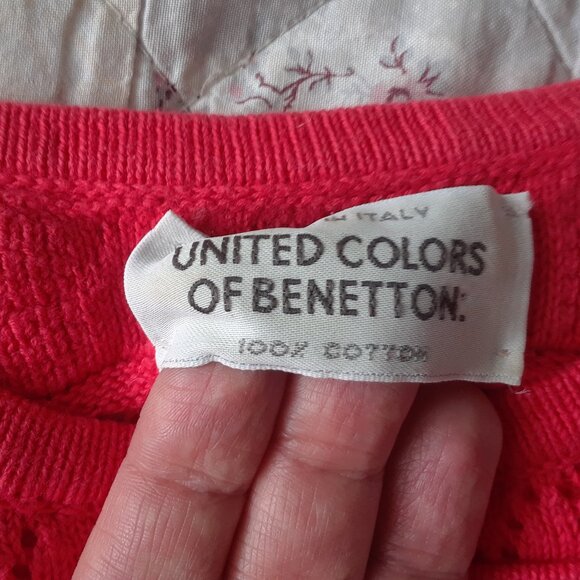 ITALY
UNITED COLORS
OF BENETTON.
100% COTTON